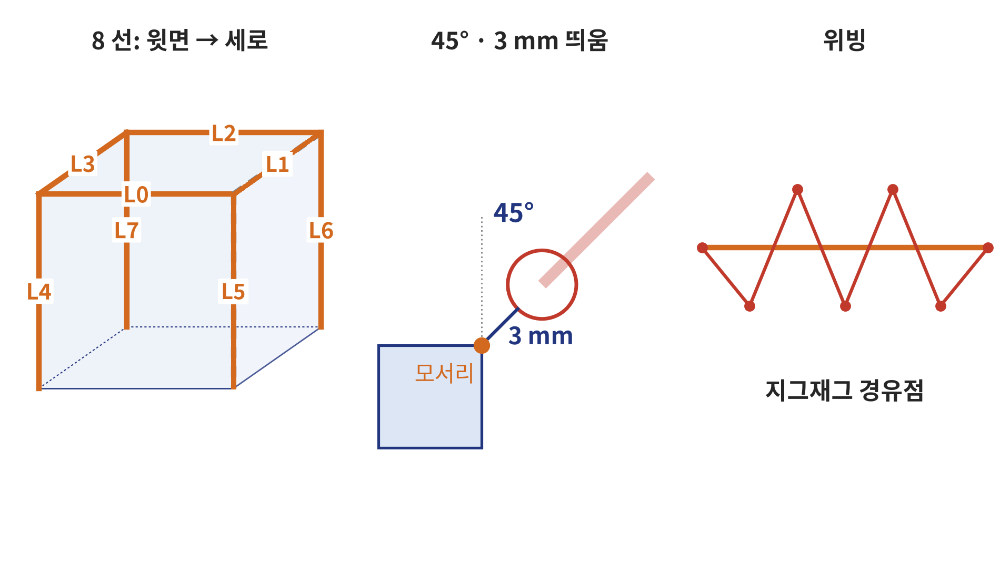 8 선: 윗면 → 세로
45° · 3 mm 띄움
위빙
L2
L3
L1
L0
L7
L6
L4
L5
45°
3 mm
모서리
지그재그 경유점